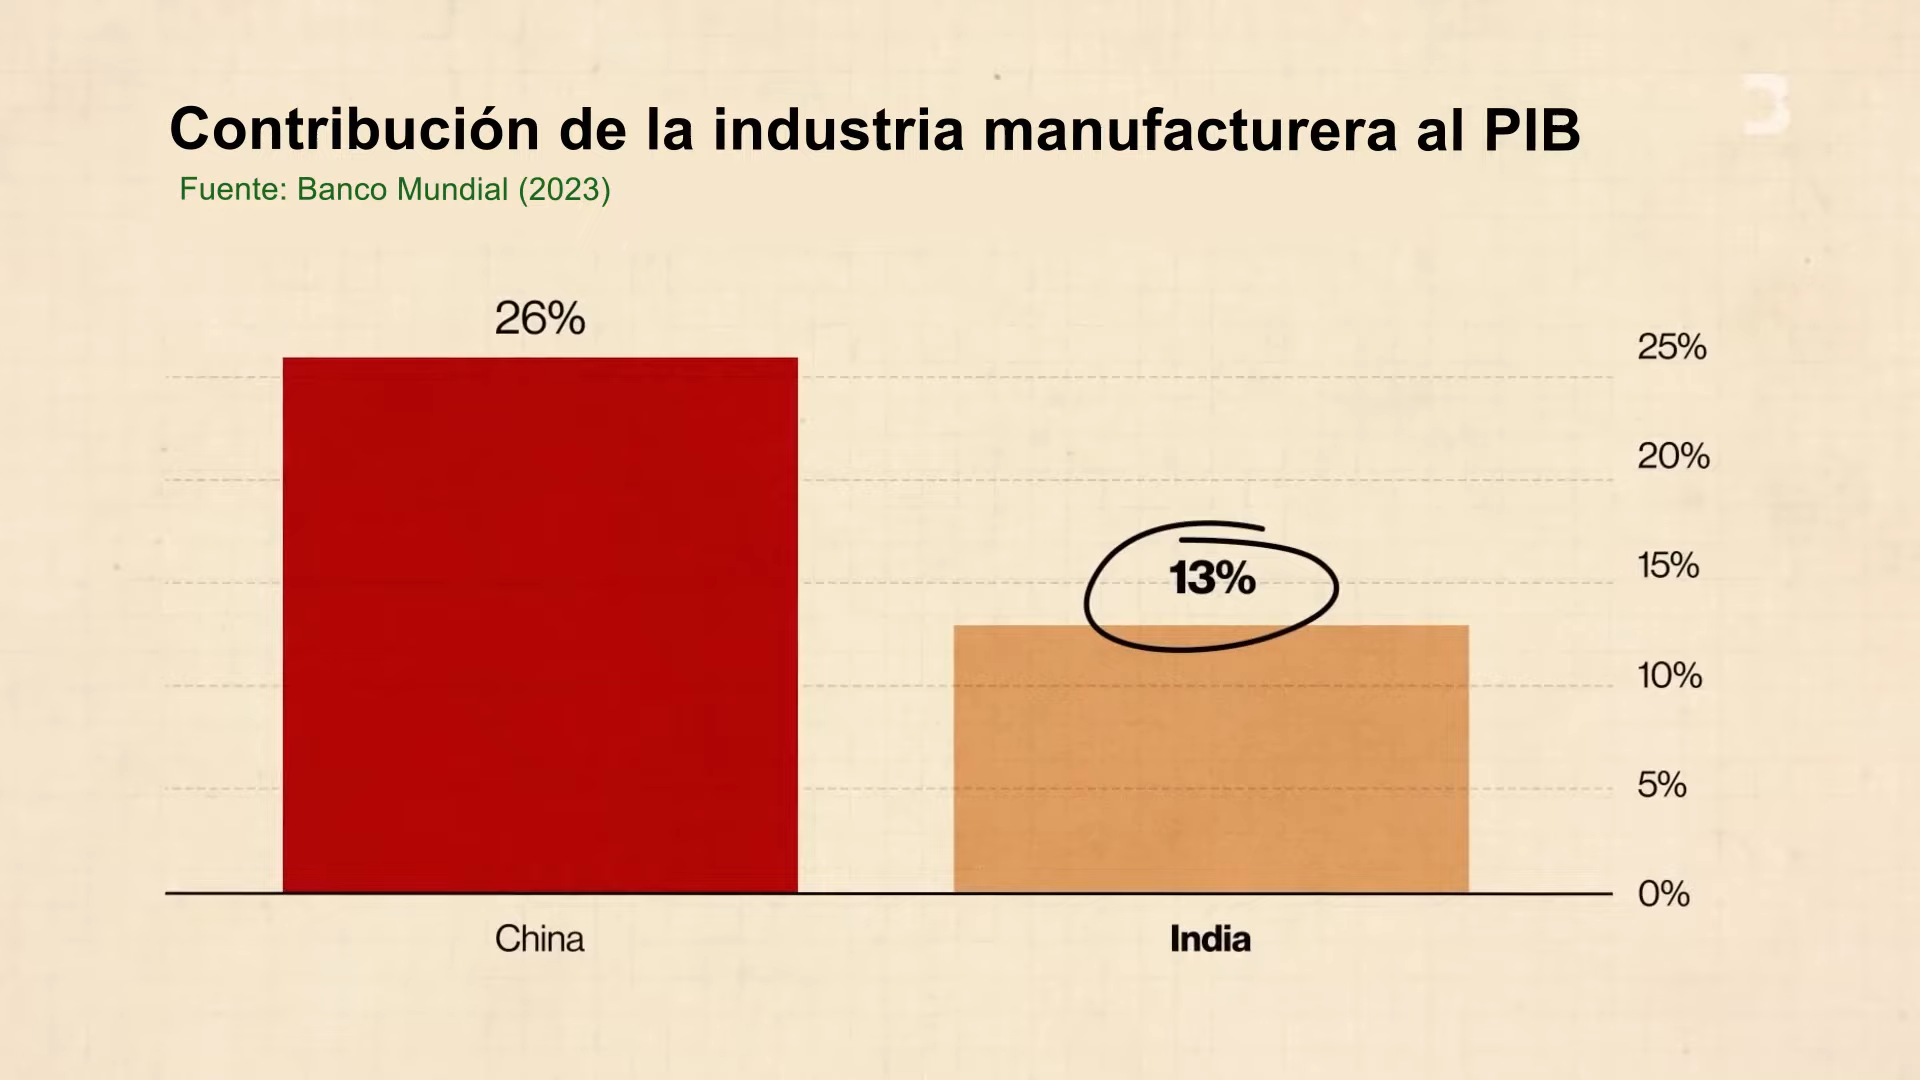 Contribución de la industria manufacturera al PIB
Fuente: Banco Mundial (2023)
26%
25%
20%
13%
15%
10%
5%
0%
China
India